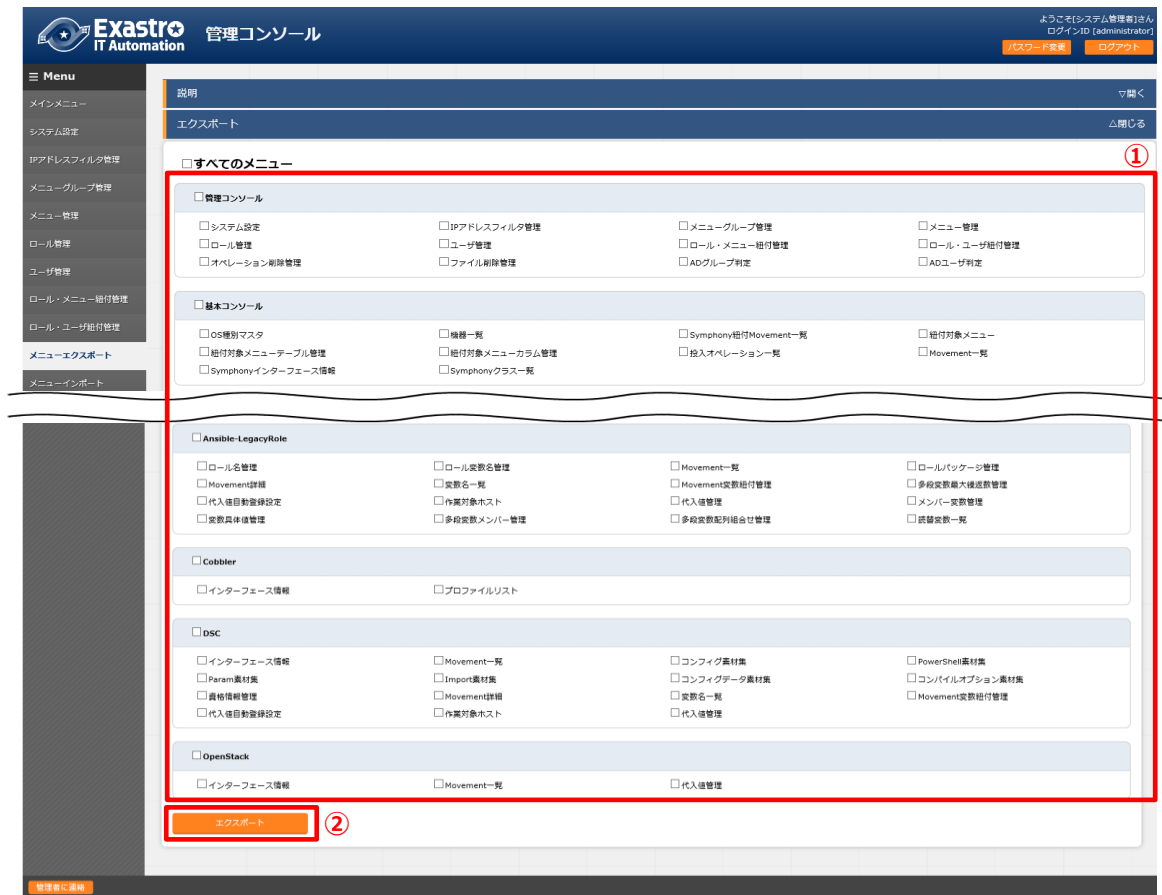 Exastro
IT Automation
管理コンソール
ようこそ[システム管理者]さん
ログインID [administrator]
パスワード変更 ログアウト
☰ Menu
メインメニュー
システム設定
IPアドレスフィルタ管理
メニューグループ管理
メニュー管理
ロール管理
ユーザ管理
ロール・メニュー紐付管理
ロール・ユーザ紐付管理
メニューエクスポート
メニューインポート
説明 ▽開く
エクスポート △閉じる
①
すべてのメニュー
管理コンソール
システム設定 IPアドレスフィルタ管理 メニューグループ管理 メニュー管理
ロール管理 ユーザ管理 ロール・メニュー紐付管理 ロール・ユーザ紐付管理
オペレーション削除管理 ファイル削除管理 ADグループ判定 ADユーザ判定
基本コンソール
OS種別マスタ 機器一覧 Symphony紐付Movement一覧 紐付対象メニュー
紐付対象メニューテーブル管理 紐付対象メニューカラム管理 投入オペレーション一覧 Movement一覧
Symphonyインターフェース情報 Symphonyクラス一覧
Ansible-LegacyRole
ロール名管理 ロール変数名管理 Movement一覧 ロールパッケージ管理
Movement詳細 変数名一覧 Movement変数紐付管理 多段変数最大繰返数管理
代入値自動登録設定 作業対象ホスト 代入値管理 メンバー変数管理
変数具体値管理 多段変数メンバー管理 多段変数配列組合せ管理 読替変数一覧
Cobbler
インターフェース情報 プロファイルリスト
DSC
インターフェース情報 Movement一覧 コンフィグ素材集 PowerShell素材集
Param素材集 Import素材集 コンフィグデータ素材集 コンパイルオプション素材集
資格情報管理 Movement詳細 変数名一覧 Movement変数紐付管理
代入値自動登録設定 作業対象ホスト 代入値管理
OpenStack
インターフェース情報 Movement一覧 代入値管理
エクスポート ②
管理者に連絡